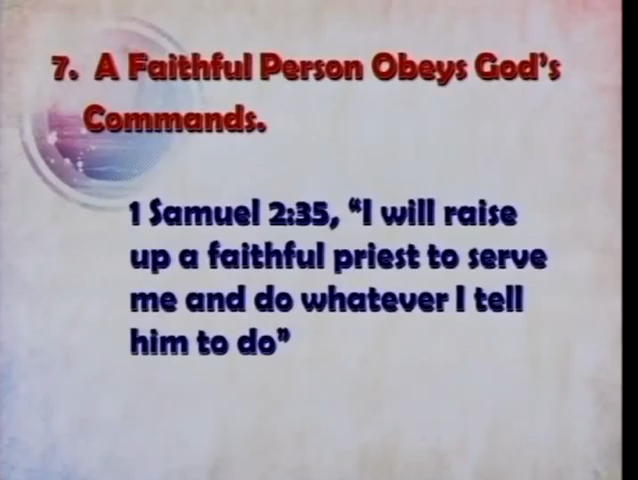 7. A Faithful Person Obeys God's
Commands.
1 Samuel 2:35, “I will raise
up a faithful priest to serve
me and do whatever I tell
him to do”